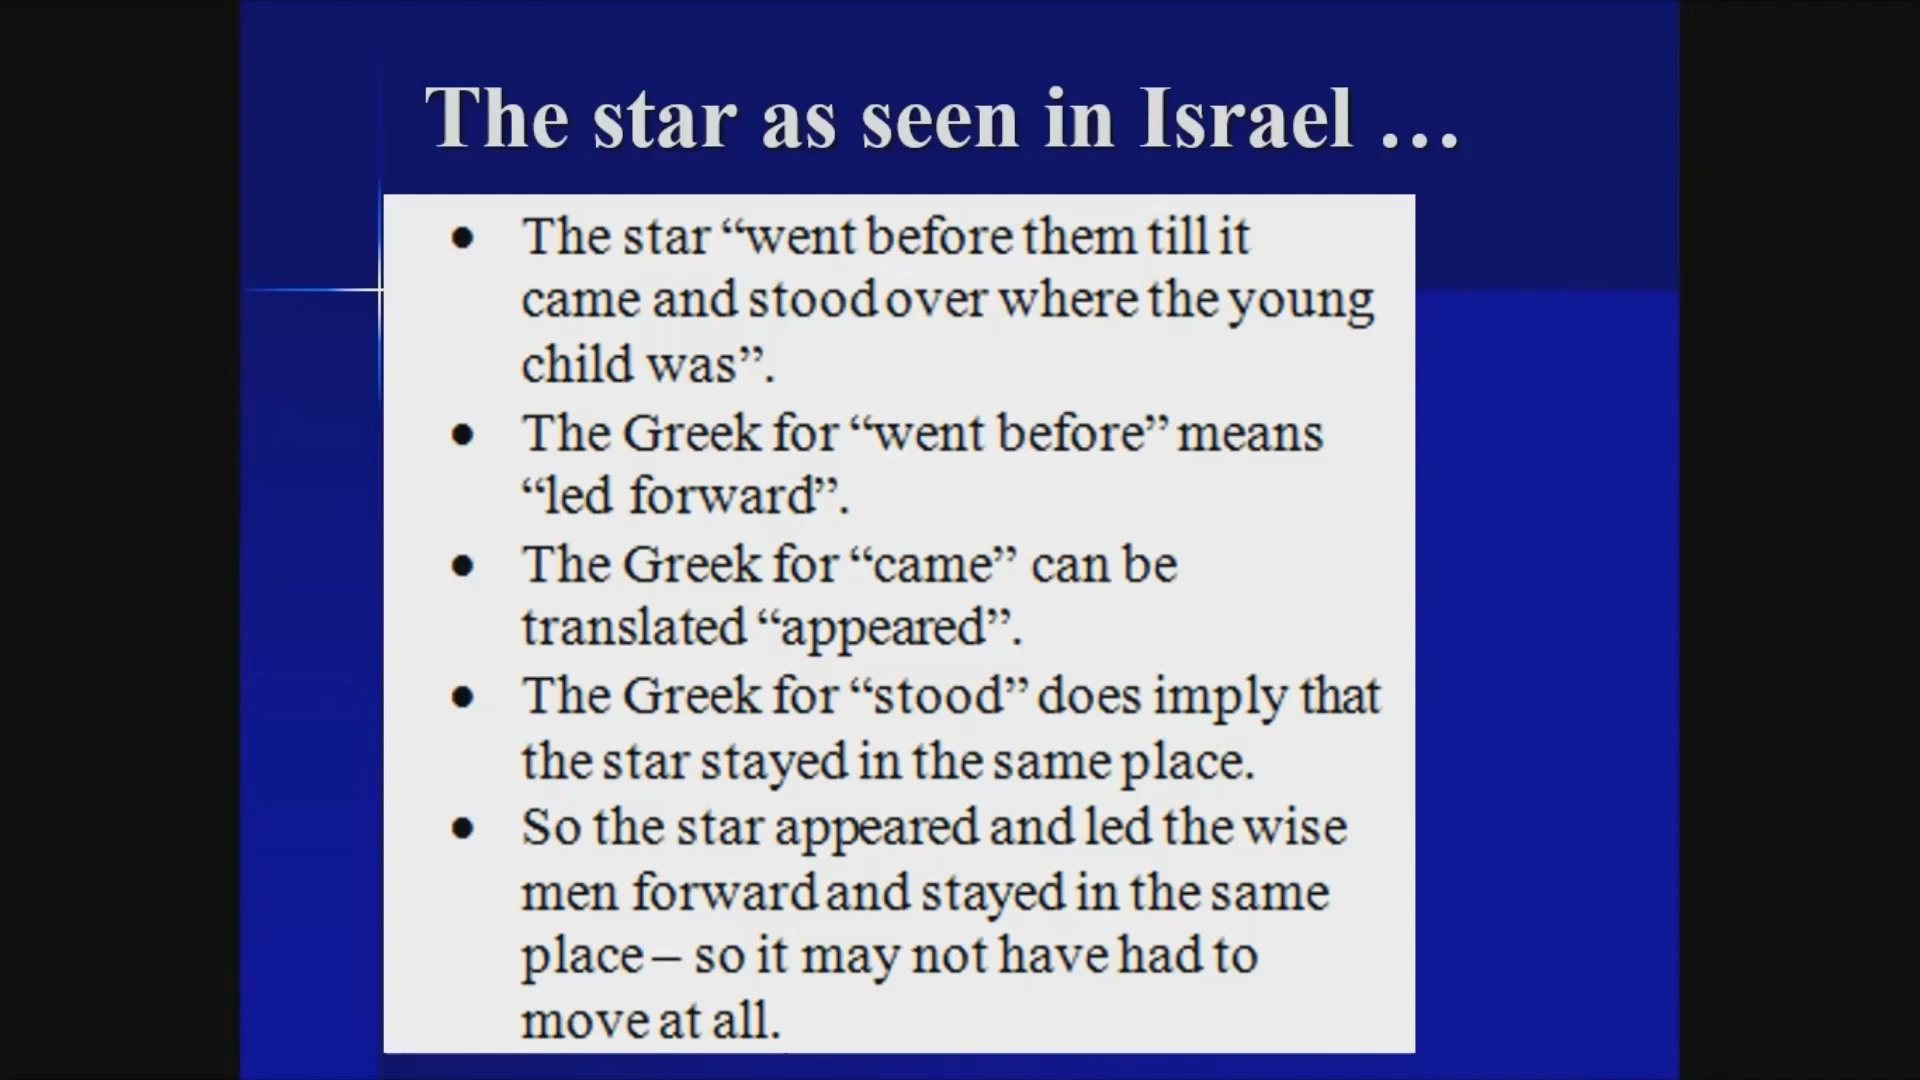 The star as seen in Israel …
• The star “went before them till it
came and stood over where the young
child was”.
• The Greek for “went before” means
“led forward”.
• The Greek for “came” can be
translated “appeared”.
• The Greek for “stood” does imply that
the star stayed in the same place.
• So the star appeared and led the wise
men forward and stayed in the same
place – so it may not have had to
move at all.